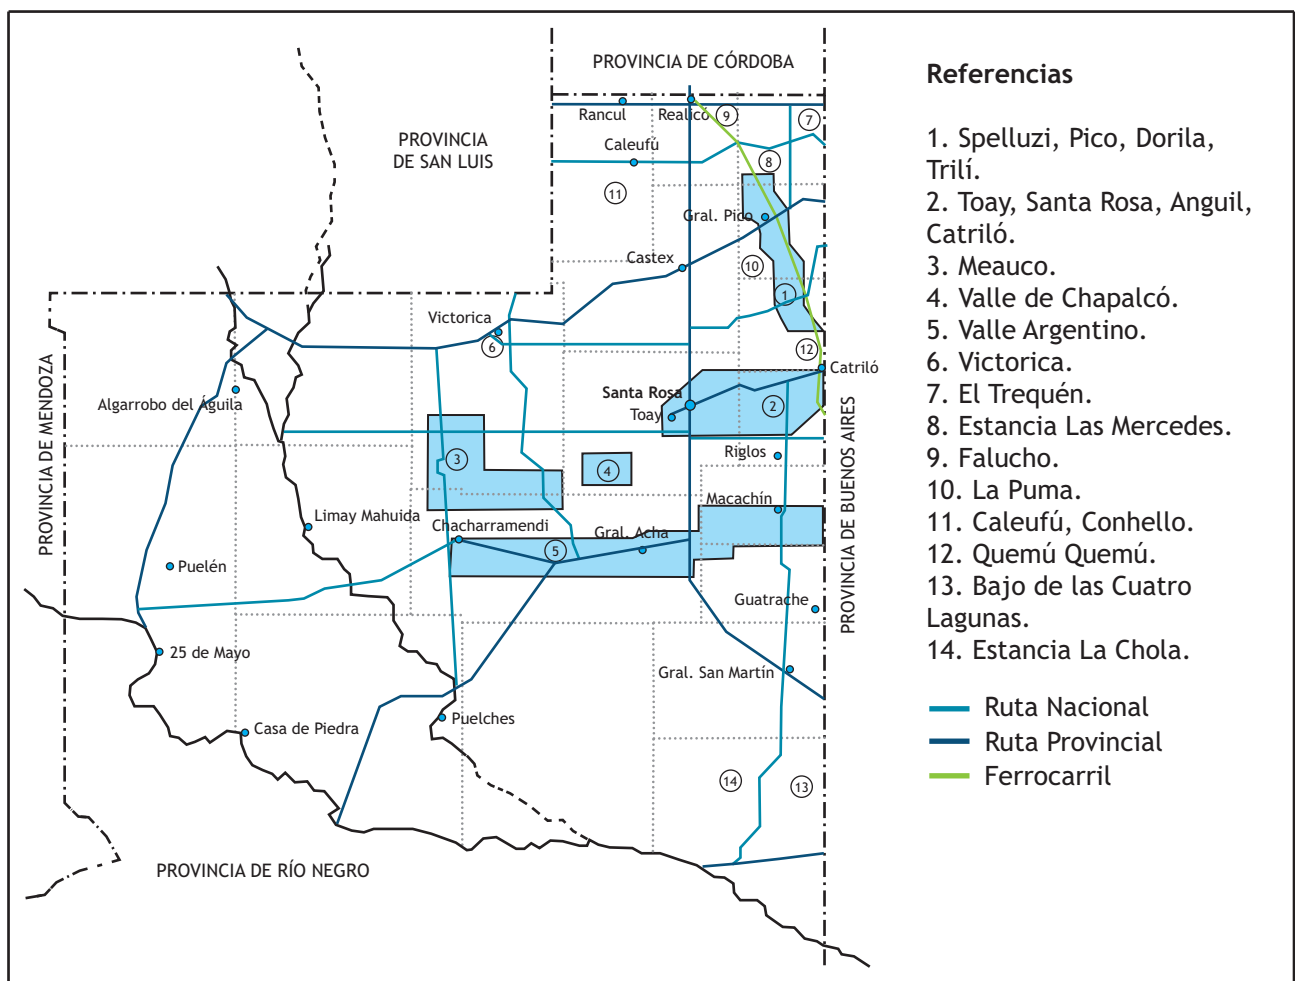 PROVINCIA DE CÓRDOBA
Rancul
Realicó
9
7
PROVINCIA
DE SAN LUIS
Caleufú
8
11
Gral. Pico
Castex
10
1
Victorica
6
12
Catriló
Algarrobo del Águila
Santa Rosa
Toay
2
PROVINCIA DE MENDOZA
PROVINCIA DE BUENOS AIRES
3
4
Riglos
Macachín
Limay Mahuida
Chacharramendi
Gral. Acha
5
Puelén
Guatrache
25 de Mayo
Gral. San Martín
Puelches
Casa de Piedra
14
13
PROVINCIA DE RÍO NEGRO
Referencias
1. Spelluzi, Pico, Dorila,
Trilí.
2. Toay, Santa Rosa, Anguil,
Catriló.
3. Meauco.
4. Valle de Chapalcó.
5. Valle Argentino.
6. Victorica.
7. El Trequén.
8. Estancia Las Mercedes.
9. Falucho.
10. La Puma.
11. Caleufú, Conhello.
12. Quemú Quemú.
13. Bajo de las Cuatro
Lagunas.
14. Estancia La Chola.
Ruta Nacional
Ruta Provincial
Ferrocarril